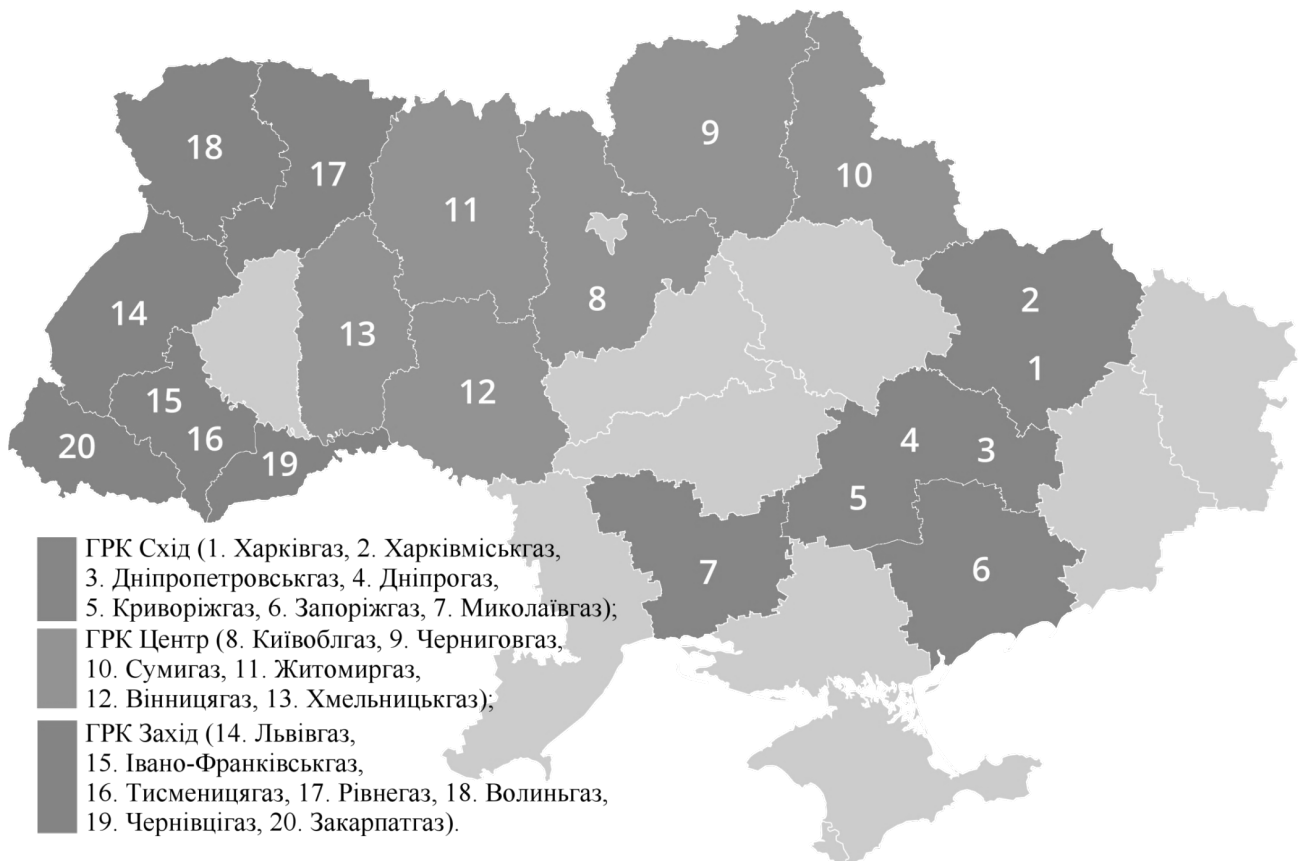 9
18
10
17
11
2
8
14
13
1
12
15
4
16
3
20
19
5
6
7
ГРК Схід (1. Харківгаз, 2. Харківміськгаз,
3. Дніпропетровськгаз, 4. Дніпрогаз,
5. Криворіжгаз, 6. Запоріжгаз, 7. Миколаївгаз);
ГРК Центр (8. Київоблгаз, 9. Черниговгаз,
10. Сумигаз, 11. Житомиргаз,
12. Вінницягаз, 13. Хмельницькгаз);
ГРК Захід (14. Львівгаз,
15. Івано-Франківськгаз,
16. Тисменицягаз, 17. Рівнегаз, 18. Волиньгаз,
19. Чернівцігаз, 20. Закарпатгаз).